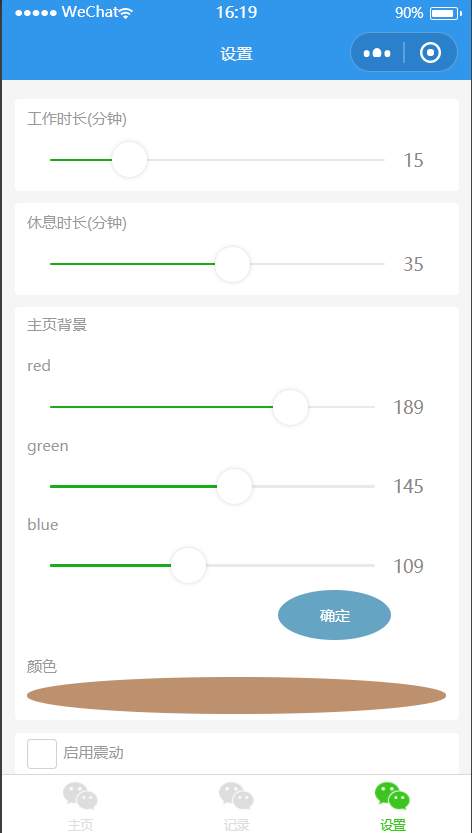 ●●●●● WeChat 16:19 90%
设置
工作时长(分钟)
15
休息时长(分钟)
35
主页背景
red
189
green
145
blue
109
确定
颜色
启用震动
主页 记录 设置